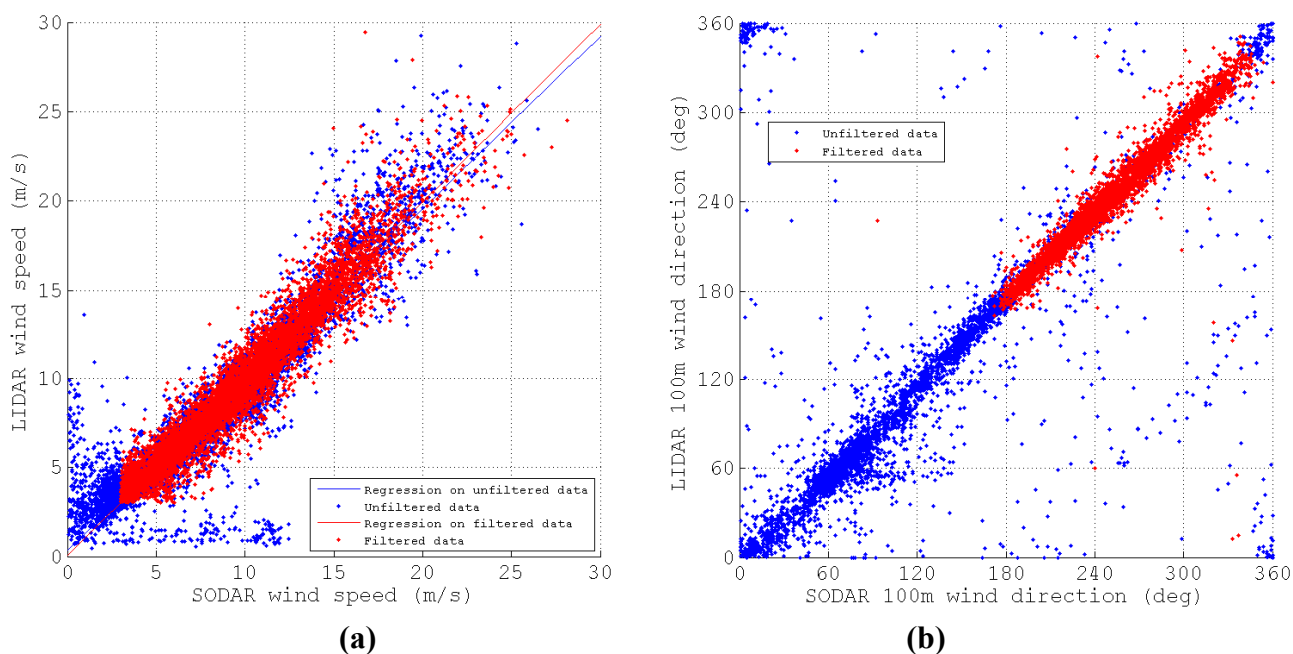 30
25
20
15
10
5
0
0 5 10 15 20 25 30
LIDAR wind speed (m/s)
SODAR wind speed (m/s)
Regression on unfiltered data
Unfiltered data
Regression on filtered data
Filtered data
(a)
360
300
240
180
120
60
0
0 60 120 180 240 300 360
LIDAR 100m wind direction (deg)
SODAR 100m wind direction (deg)
Unfiltered data
Filtered data
(b)